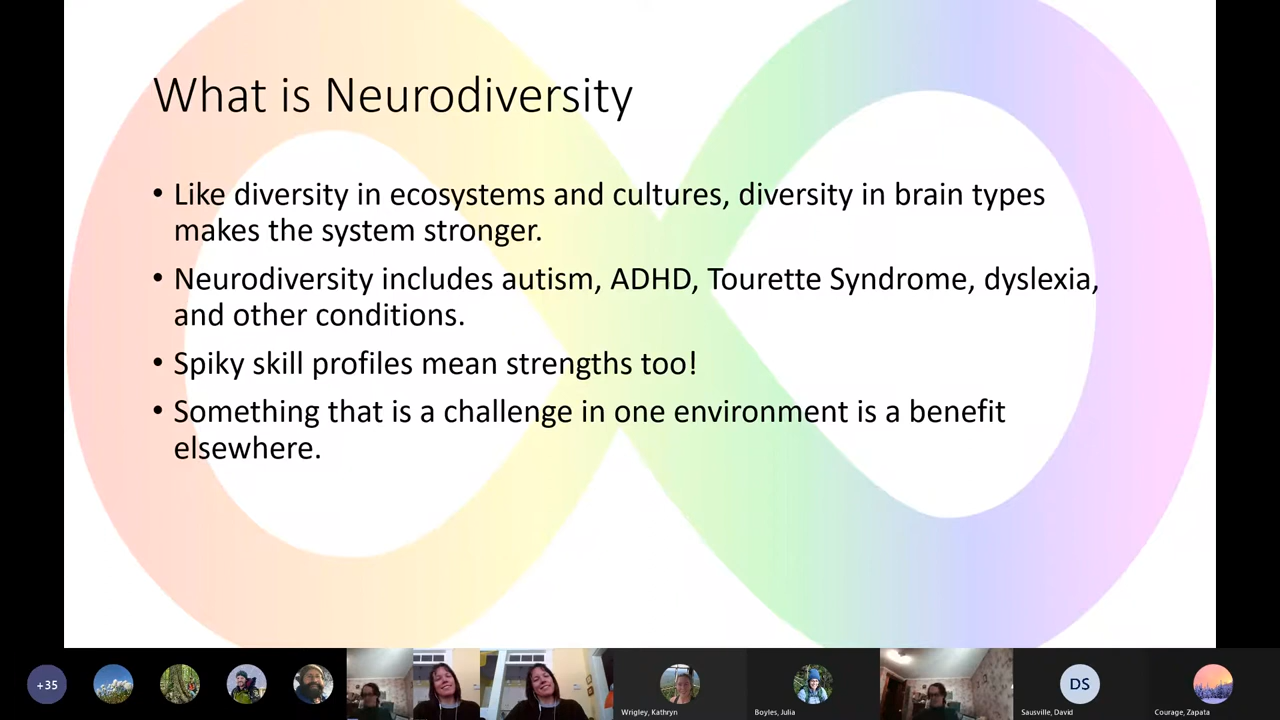 What is Neurodiversity
• Like diversity in ecosystems and cultures, diversity in brain types
makes the system stronger.
• Neurodiversity includes autism, ADHD, Tourette Syndrome, dyslexia,
and other conditions.
• Spiky skill profiles mean strengths too!
• Something that is a challenge in one environment is a benefit
elsewhere.
+35
DS
Wrigley, Kathryn
Boyles, Julia
Sausville, David
Courage, Zapata